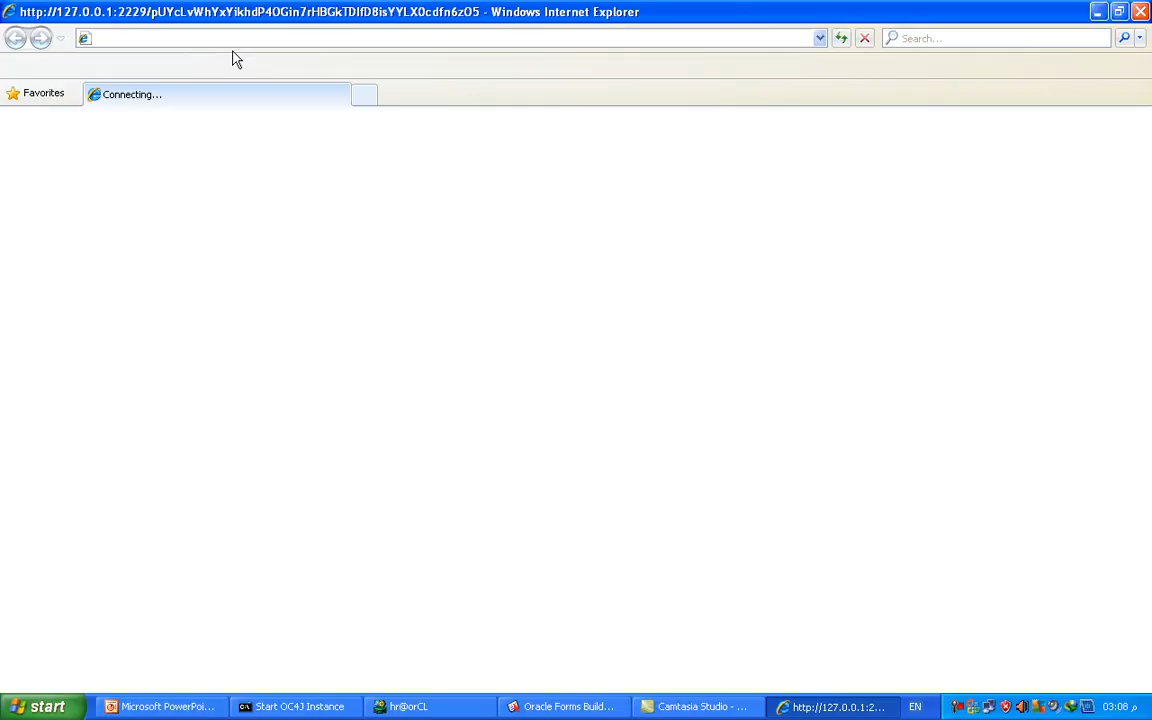 http://127.0.0.1:2229/pUYcLvWhYxYikhdP4OGin7rHBGkTDIfD8isYYLX0cdfn6zO5 - Windows Internet Explorer
Search...
Favorites
Connecting...
start
Microsoft PowerPoi...
Start OC4J Instance
hr@orCL
Oracle Forms Build...
Camtasia Studio - ...
http://127.0.0.1:2...
EN
03:08 م